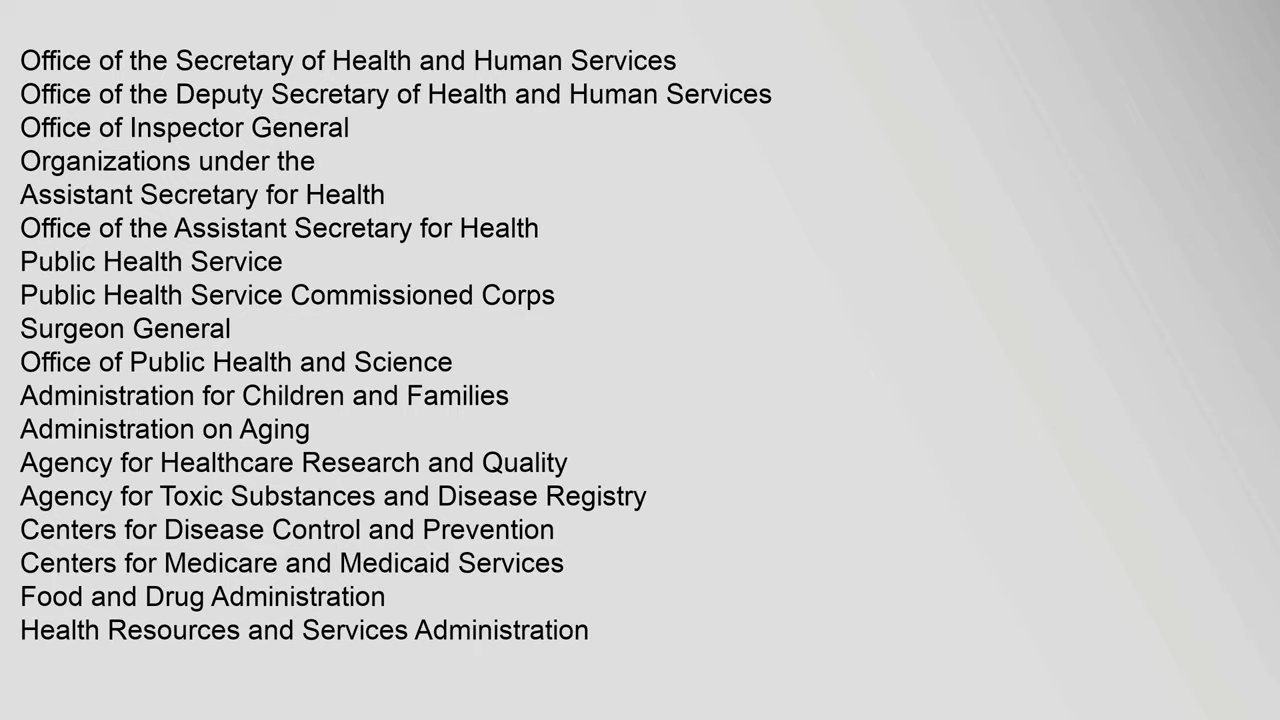 Office of the Secretary of Health and Human Services
Office of the Deputy Secretary of Health and Human Services
Office of Inspector General
Organizations under the
Assistant Secretary for Health
Office of the Assistant Secretary for Health
Public Health Service
Public Health Service Commissioned Corps
Surgeon General
Office of Public Health and Science
Administration for Children and Families
Administration on Aging
Agency for Healthcare Research and Quality
Agency for Toxic Substances and Disease Registry
Centers for Disease Control and Prevention
Centers for Medicare and Medicaid Services
Food and Drug Administration
Health Resources and Services Administration